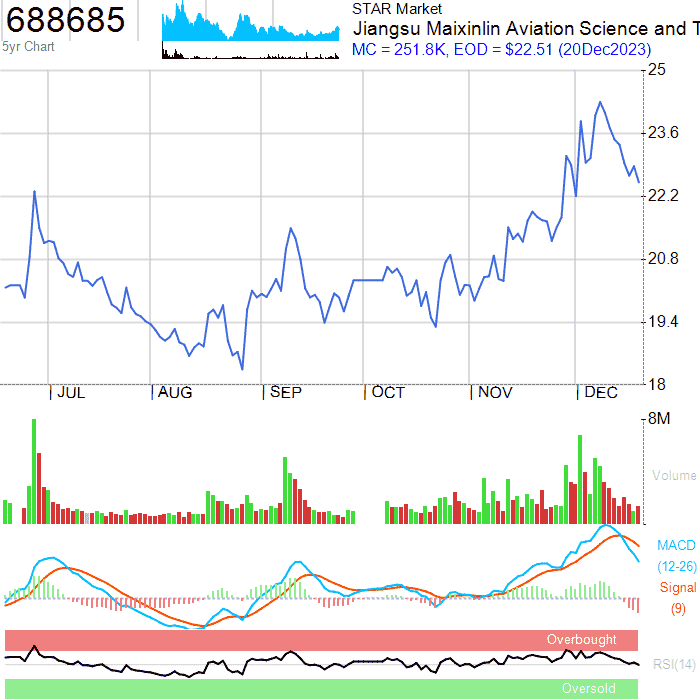 688685
5yr Chart
STAR Market
Jiangsu Maixinlin Aviation Science and T
MC = 251.8K, EOD = $22.51 (20Dec2023)
25
23.6
22.2
20.8
19.4
18
JUL
AUG
SEP
OCT
NOV
DEC
8M
Volume
MACD
(12-26)
Signal
(9)
Overbought
RSI(14)
Oversold